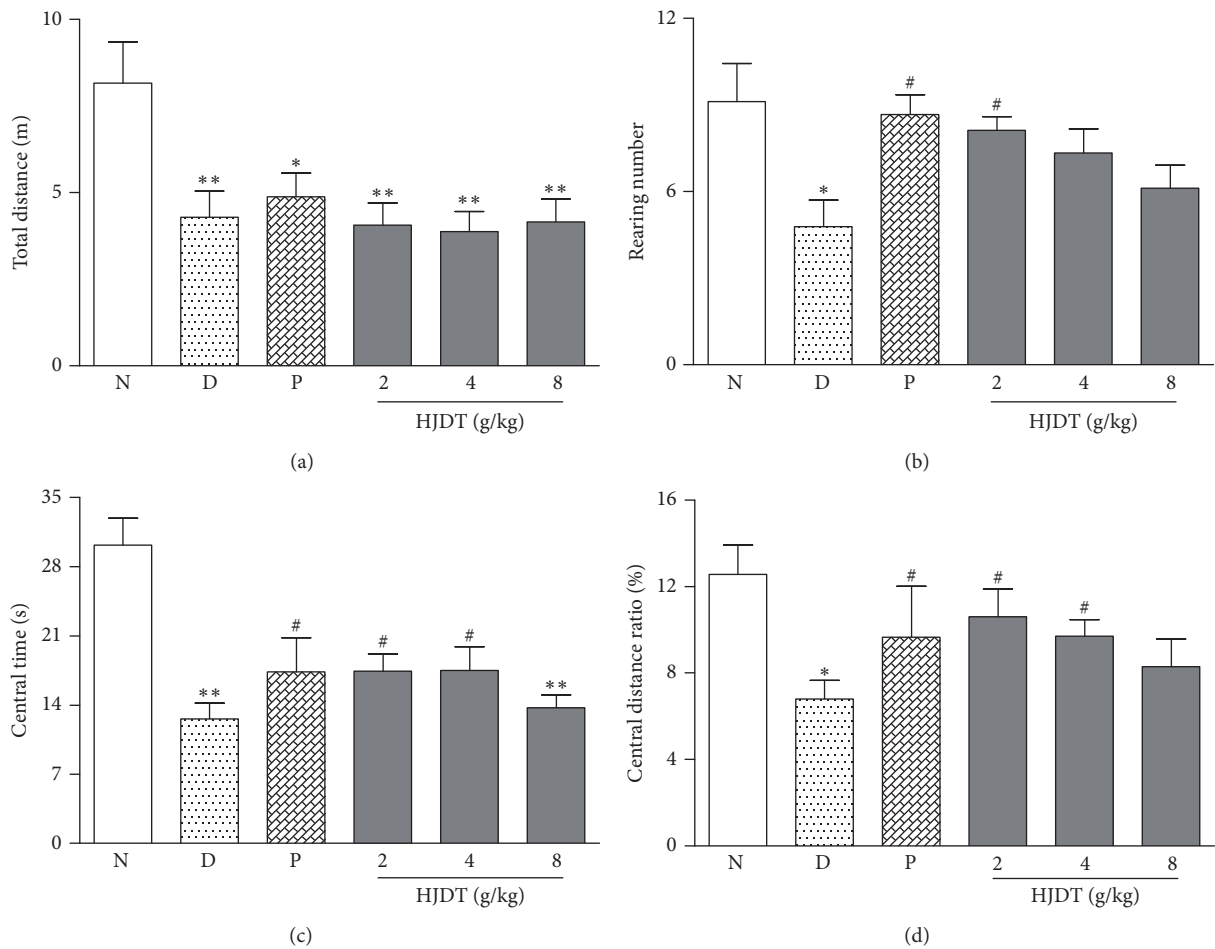 10
5
0
Total distance (m)
**
*
**
**
**
N D P 2 4 8
HJDT (g/kg)
(a)
12
6
0
Rearing number
*
#
#
N D P 2 4 8
HJDT (g/kg)
(b)
35
28
21
14
7
0
Central time (s)
**
#
#
#
**
N D P 2 4 8
HJDT (g/kg)
(c)
16
12
8
4
0
Central distance ratio (%)
*
#
#
#
N D P 2 4 8
HJDT (g/kg)
(d)